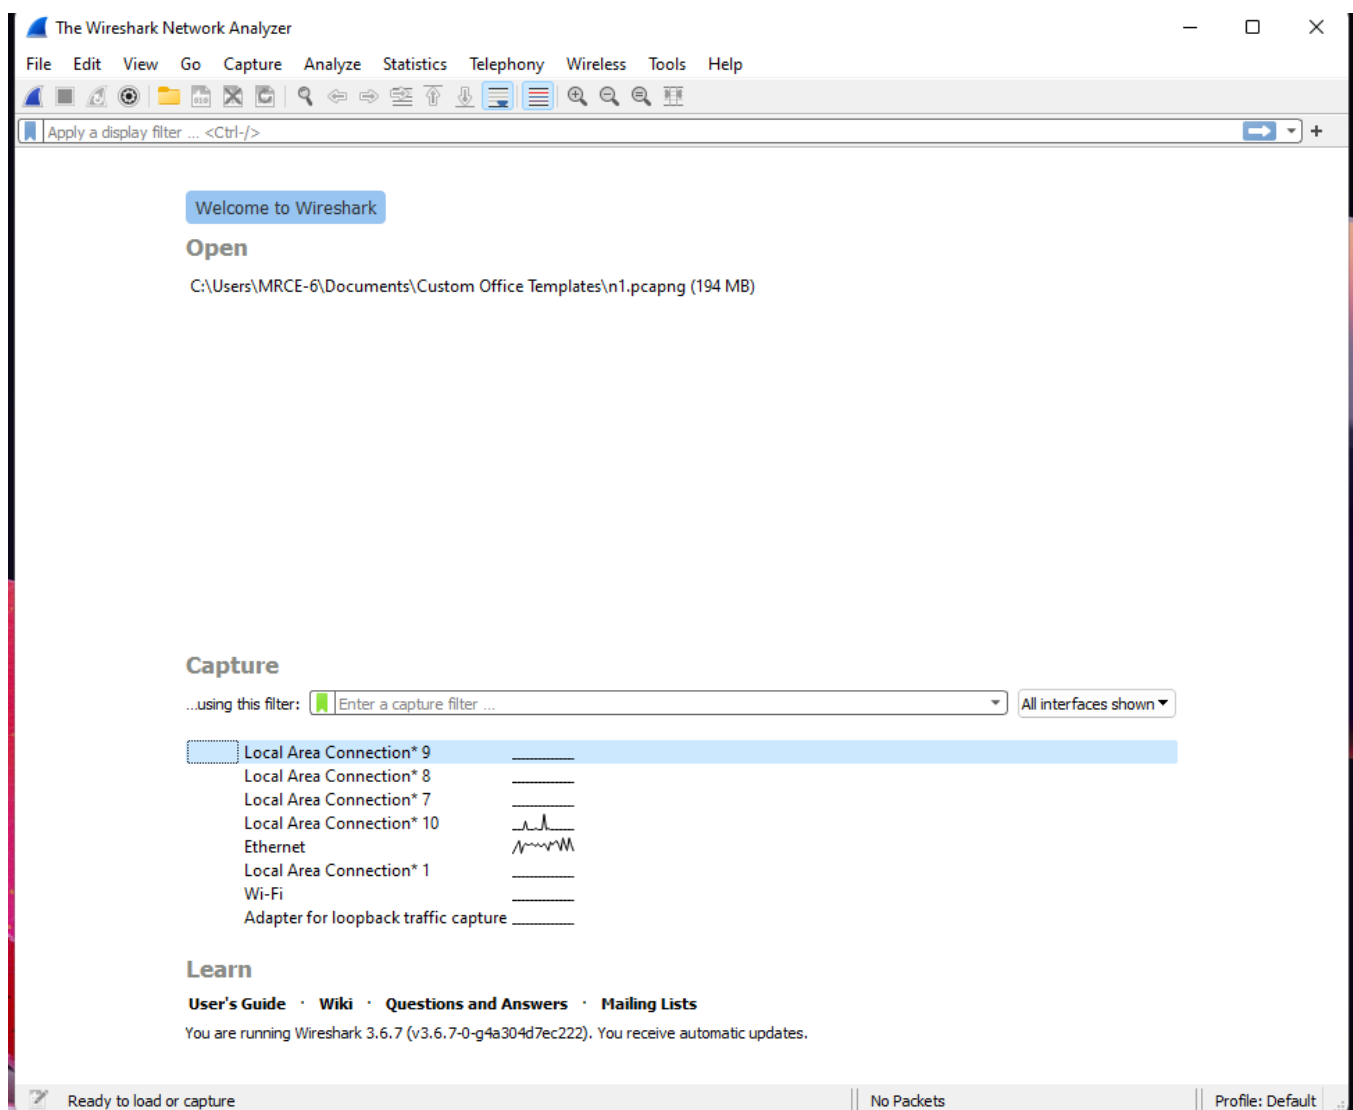 The Wireshark Network Analyzer
File Edit View Go Capture Analyze Statistics Telephony Wireless Tools Help
Apply a display filter ... <Ctrl-/>
Welcome to Wireshark
Open
C:\Users\MRCE-6\Documents\Custom Office Templates\n1.pcapng (194 MB)
Capture
...using this filter: Enter a capture filter ... All interfaces shown
Local Area Connection* 9
Local Area Connection* 8
Local Area Connection* 7
Local Area Connection* 10
Ethernet
Local Area Connection* 1
Wi-Fi
Adapter for loopback traffic capture
Learn
User's Guide · Wiki · Questions and Answers · Mailing Lists
You are running Wireshark 3.6.7 (v3.6.7-0-g4a304d7ec222). You receive automatic updates.
Ready to load or capture No Packets Profile: Default